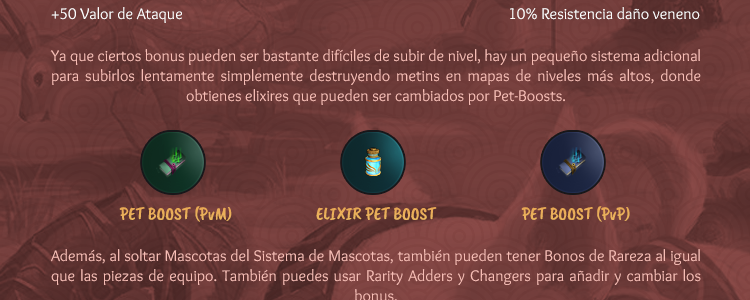 +50 Valor de Ataque 10% Resistencia daño veneno
Ya que ciertos bonus pueden ser bastante difíciles de subir de nivel, hay un pequeño sistema adicional
para subirlos lentamente simplemente destruyendo metins en mapas de niveles más altos, donde
obtienes elixires que pueden ser cambiados por Pet-Boosts.
PET BOOST (PvM) ELIXIR PET BOOST PET BOOST (PvP)
Además, al soltar Mascotas del Sistema de Mascotas, también pueden tener Bonos de Rareza al igual
que las piezas de equipo. También puedes usar Rarity Adders y Changers para añadir y cambiar los
bonus.